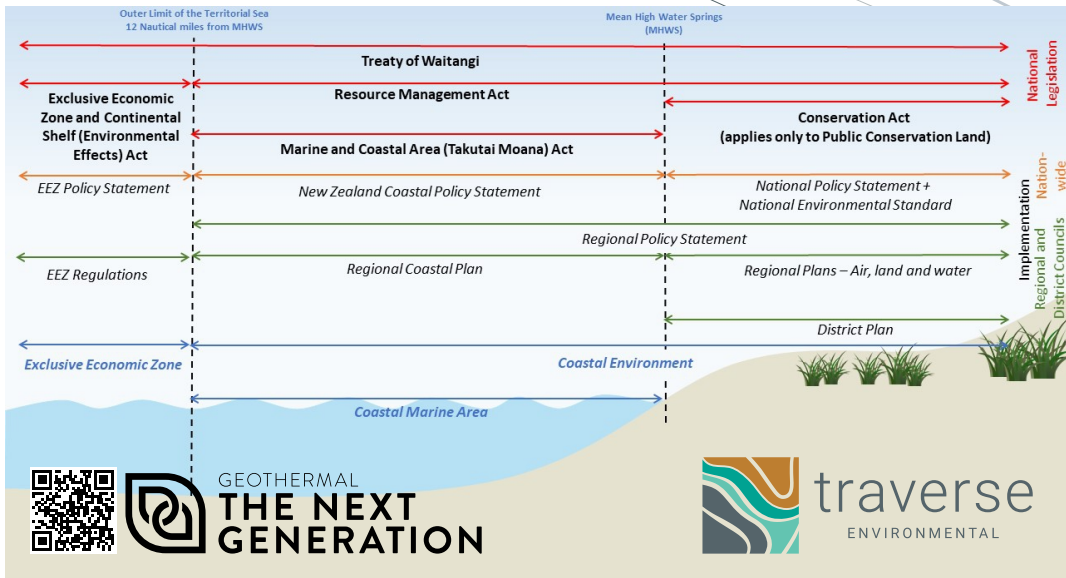 Outer Limit of the Territorial Sea
12 Nautical miles from MHWS
Mean High Water Springs
(MHWS)
Treaty of Waitangi
Resource Management Act
Exclusive Economic
Zone and Continental
Shelf (Environmental
Effects) Act
Conservation Act
(applies only to Public Conservation Land)
Marine and Coastal Area (Takutai Moana) Act
National
Legislation
EEZ Policy Statement
New Zealand Coastal Policy Statement
National Policy Statement +
National Environmental Standard
Regional Policy Statement
EEZ Regulations
Regional Coastal Plan
Regional Plans – Air, land and water
District Plan
Implementation
Nation-
wide
Regional and
District Councils
Exclusive Economic Zone
Coastal Environment
Coastal Marine Area
GEOTHERMAL
THE NEXT
GENERATION
traverse
ENVIRONMENTAL